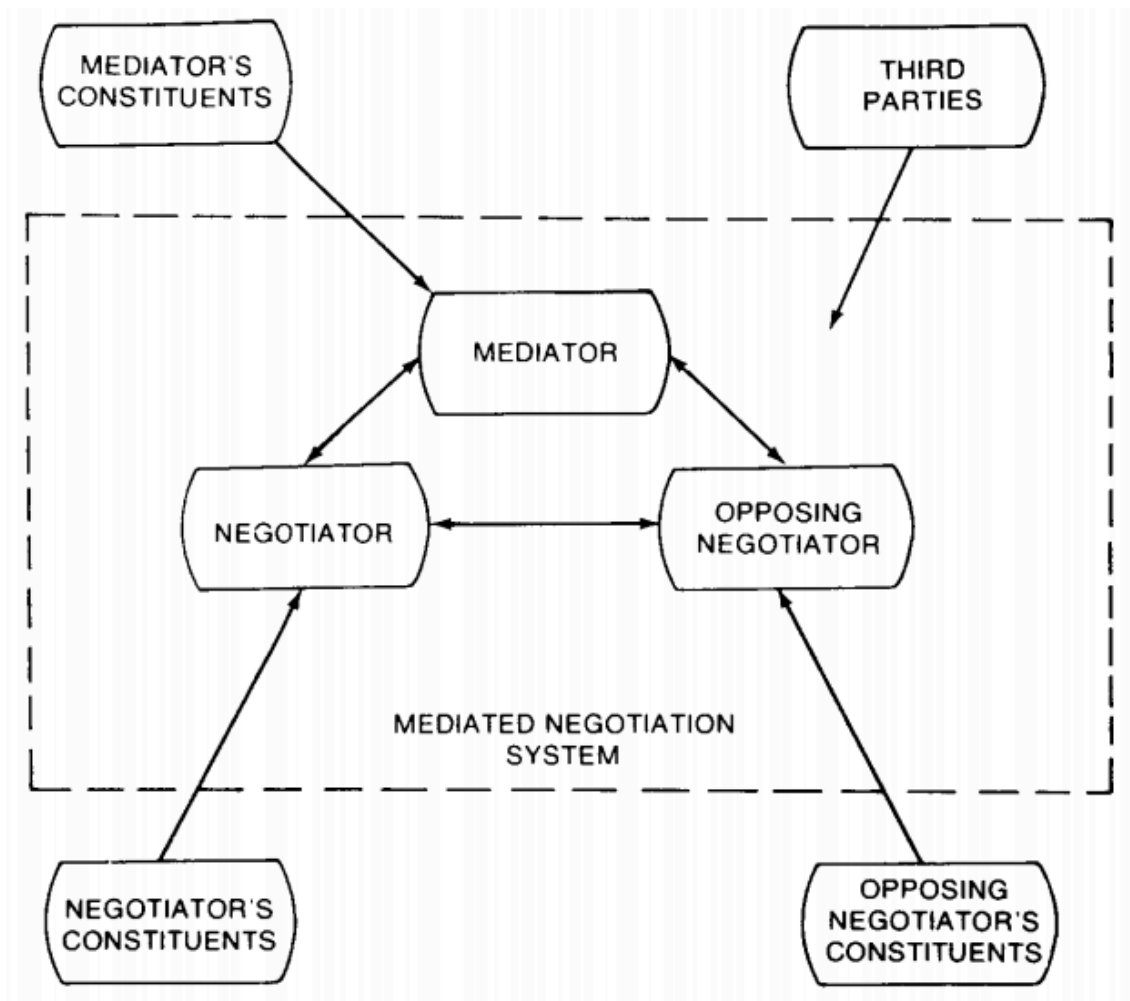 MEDIATOR'S
CONSTITUENTS
THIRD
PARTIES
MEDIATOR
NEGOTIATOR
OPPOSING
NEGOTIATOR
MEDIATED NEGOTIATION
SYSTEM
NEGOTIATOR'S
CONSTITUENTS
OPPOSING
NEGOTIATOR'S
CONSTITUENTS